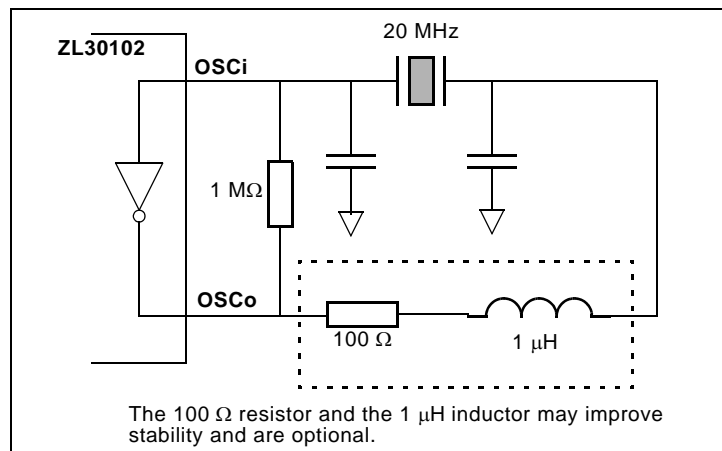 20 MHz
ZL30102
OSCi
1 MΩ
OSCo
100 Ω
1 µH
The 100 Ω resistor and the 1 µH inductor may improve
stability and are optional.